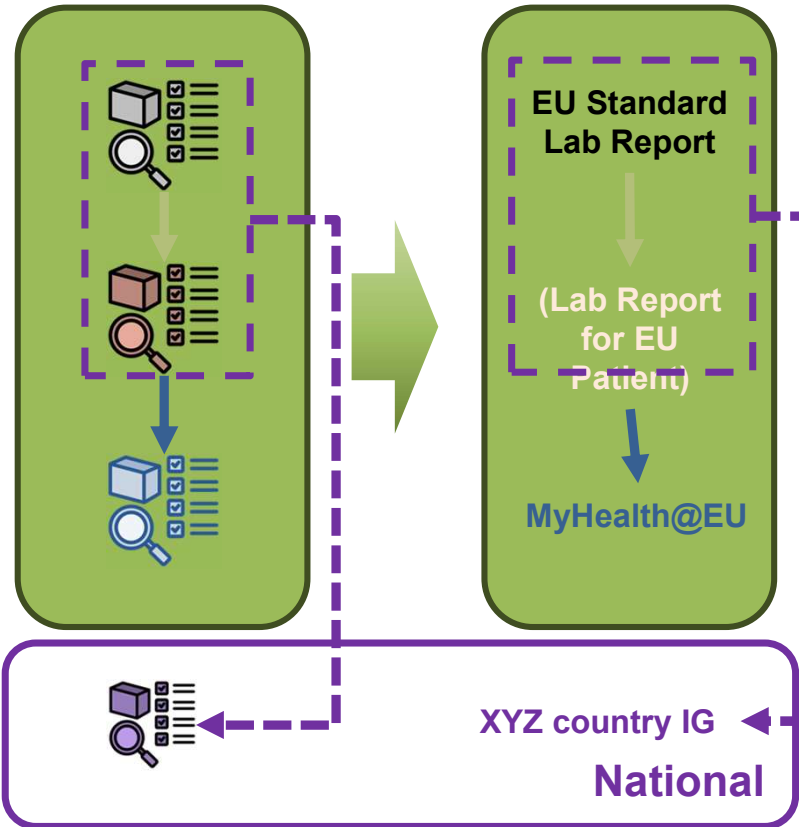 EU Standard
Lab Report
(Lab Report
for EU
Patient)
MyHealth@EU
XYZ country IG
National